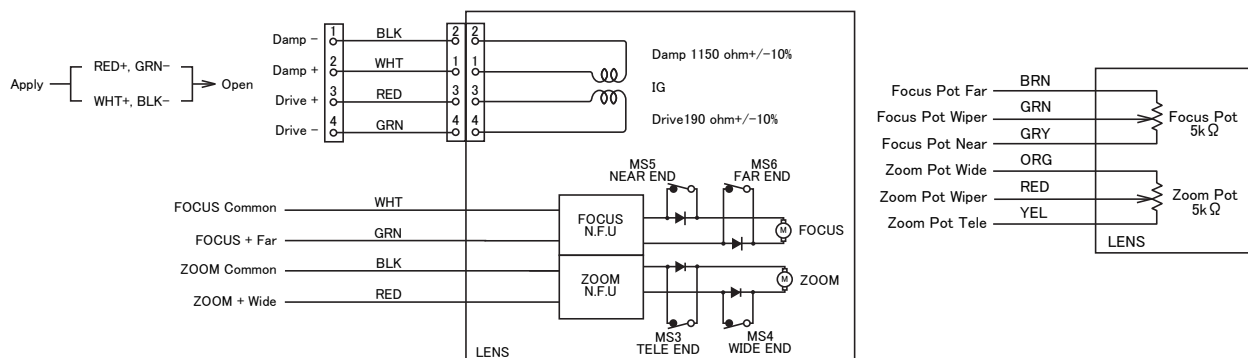 Apply
RED+, GRN−
WHT+, BLK−
Open
Damp − 1 BLK 2 2
Damp + 2 WHT 1 1
Drive + 3 RED 3 3
Drive − 4 GRN 4 4
Damp 1150 ohm+/-10%
IG
Drive190 ohm+/-10%
MS5
NEAR END
MS6
FAR END
FOCUS Common WHT
FOCUS + Far GRN
FOCUS
N.F.U
M FOCUS
ZOOM Common BLK
ZOOM + Wide RED
ZOOM
N.F.U
M ZOOM
MS3
TELE END
MS4
WIDE END
LENS
Focus Pot Far BRN
Focus Pot Wiper GRN
Focus Pot Near GRY
Focus Pot
5kΩ
Zoom Pot Wide ORG
Zoom Pot Wiper RED
Zoom Pot Tele YEL
Zoom Pot
5kΩ
LENS